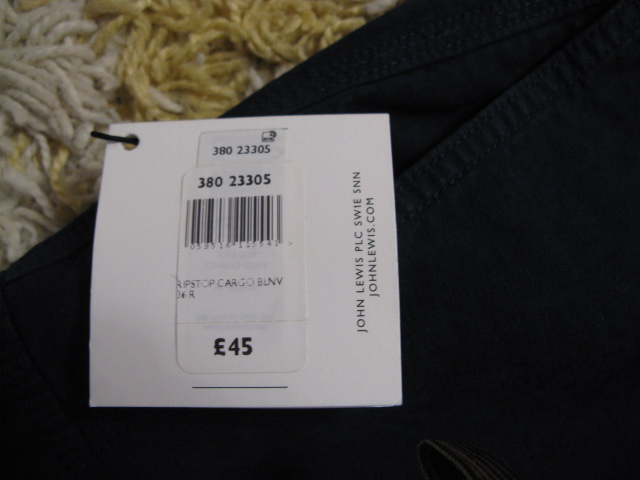 380 23305
380 23305
RIPSTOP CARGO BLNV
36 R
£45
JOHN LEWIS PLC SW1E 5NN
JOHNLEWIS.COM